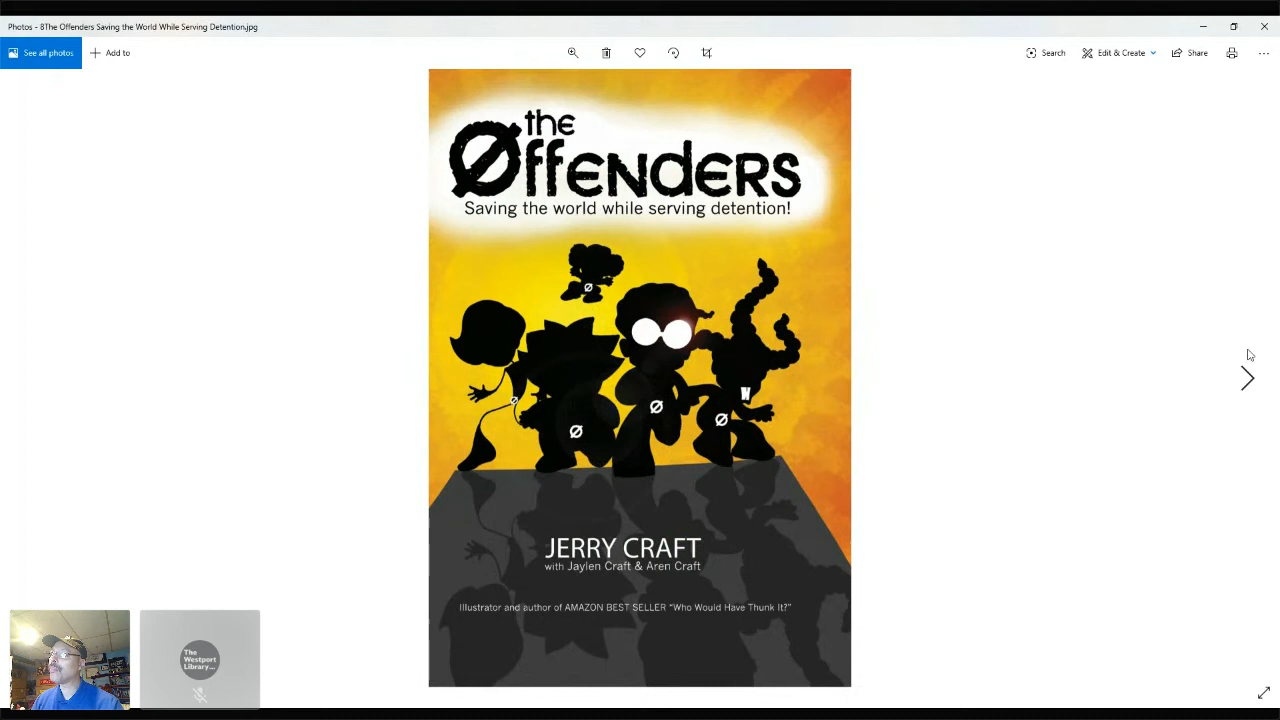 Photos - 8The Offenders Saving the World While Serving Detention.jpg
See all photos
Add to
Search
Edit & Create
Share
the
Øffenders
Saving the world while serving detention!
Ø
Ø
Ø
Ø
Ø
W
JERRY CRAFT
with Jaylen Craft & Aren Craft
Illustrator and author of AMAZON BEST SELLER "Who Would Have Thunk It?"
The
Westport
Library...